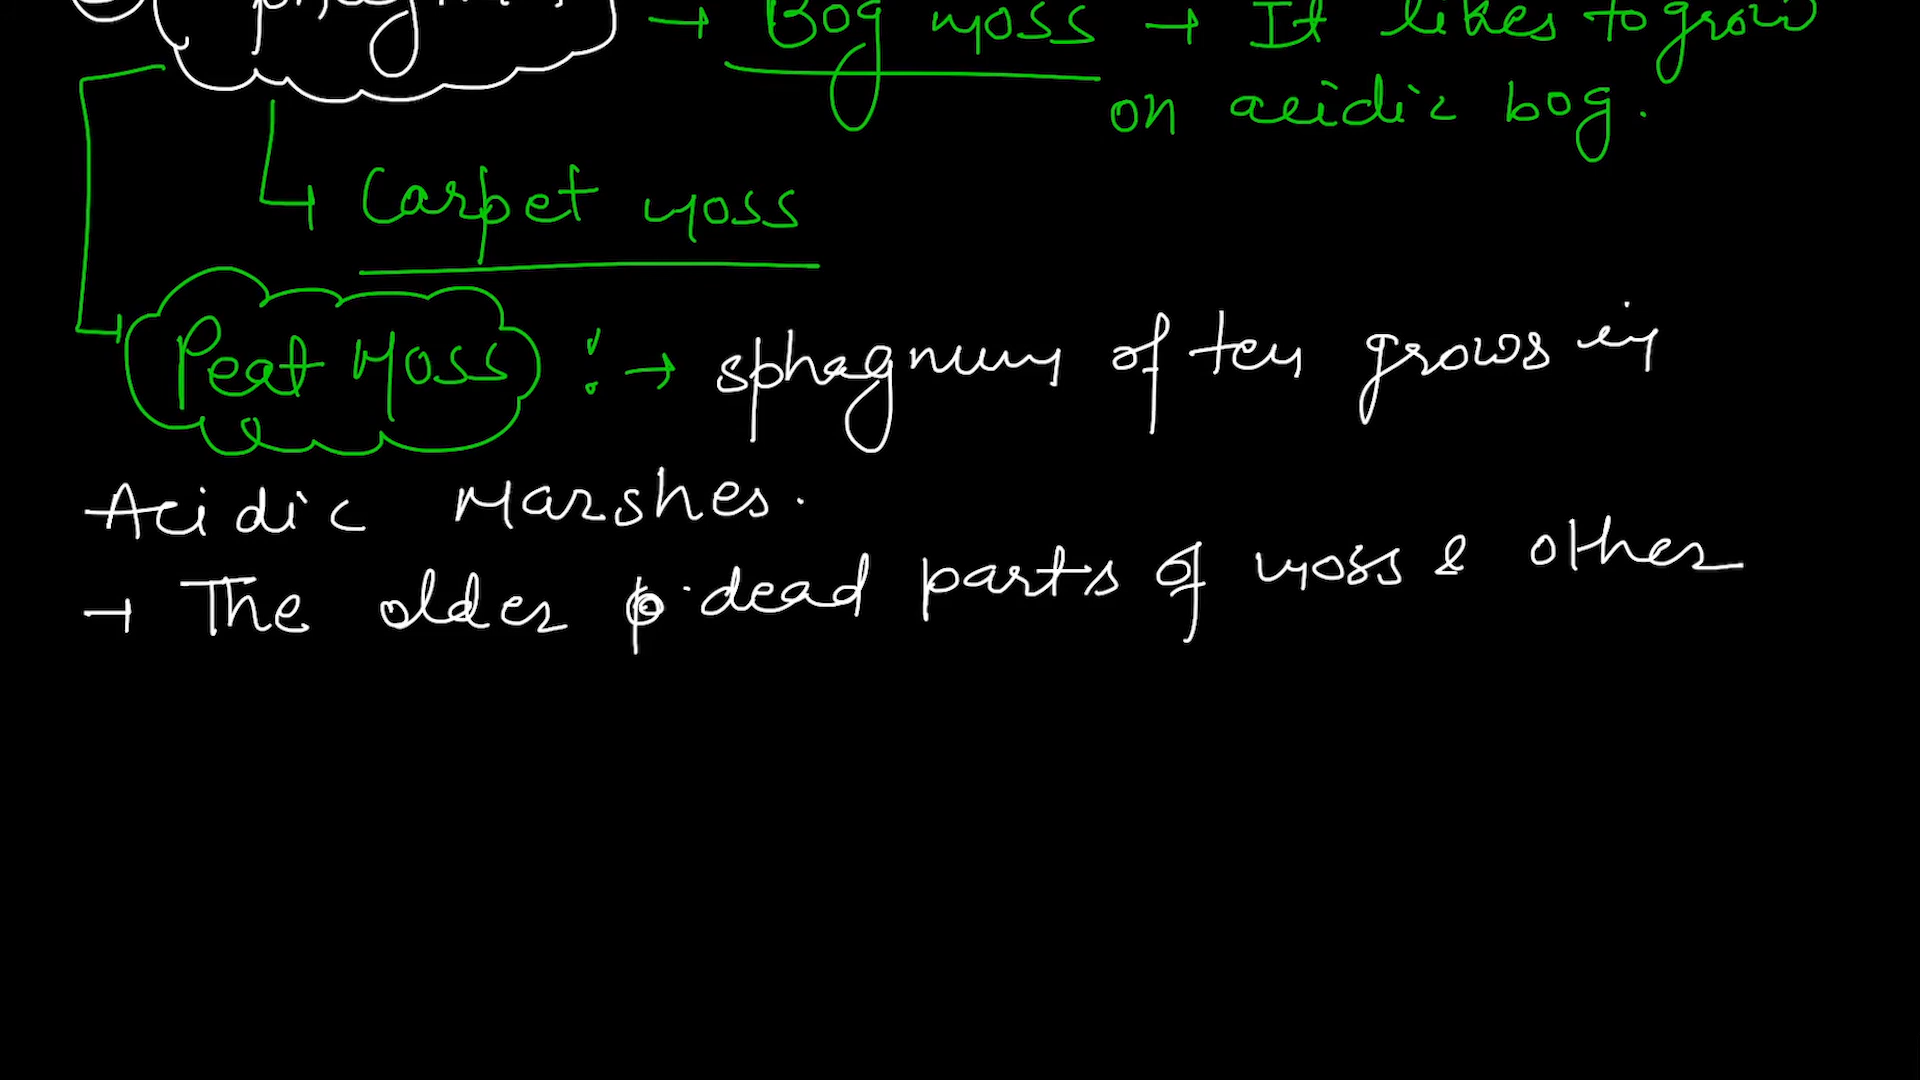 → Bog moss → It likes to grow
on acidic bog.
↳ Carpet moss
Peat Moss :→ sphagnum often grows in
Acidic Marshes.
→ The older dead parts of moss & other